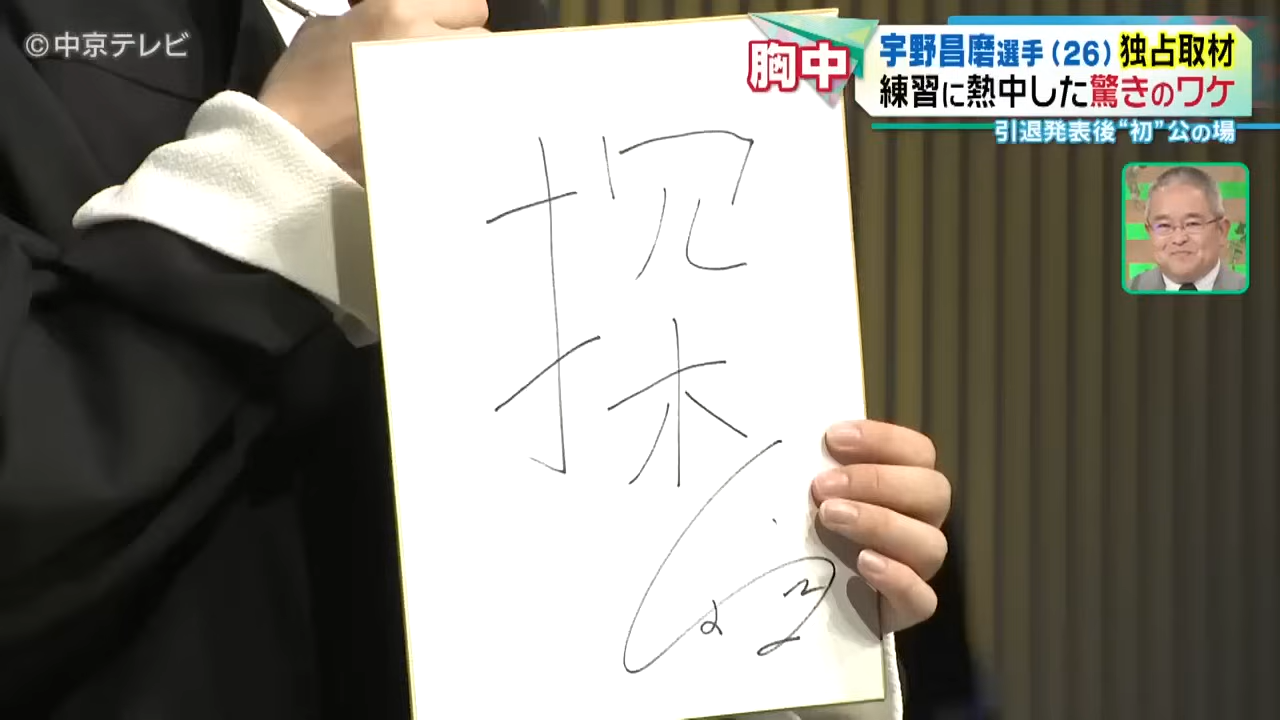 ©中京テレビ
胸中
宇野昌磨選手(26) 独占取材
練習に熱中した驚きのワケ
引退発表後“初”公の場
探